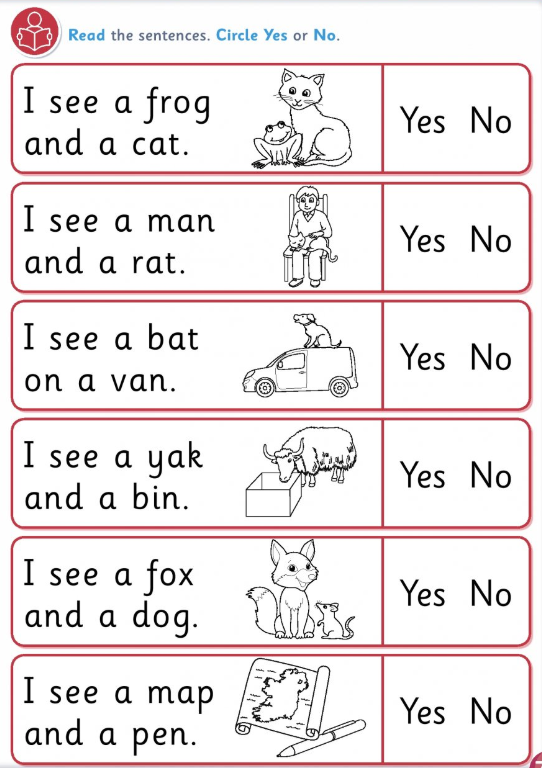 Read the sentences. Circle Yes or No.
I see a frog
and a cat.
Yes No
I see a man
and a rat.
Yes No
I see a bat
on a van.
Yes No
I see a yak
and a bin.
Yes No
I see a fox
and a dog.
Yes No
I see a map
and a pen.
Yes No